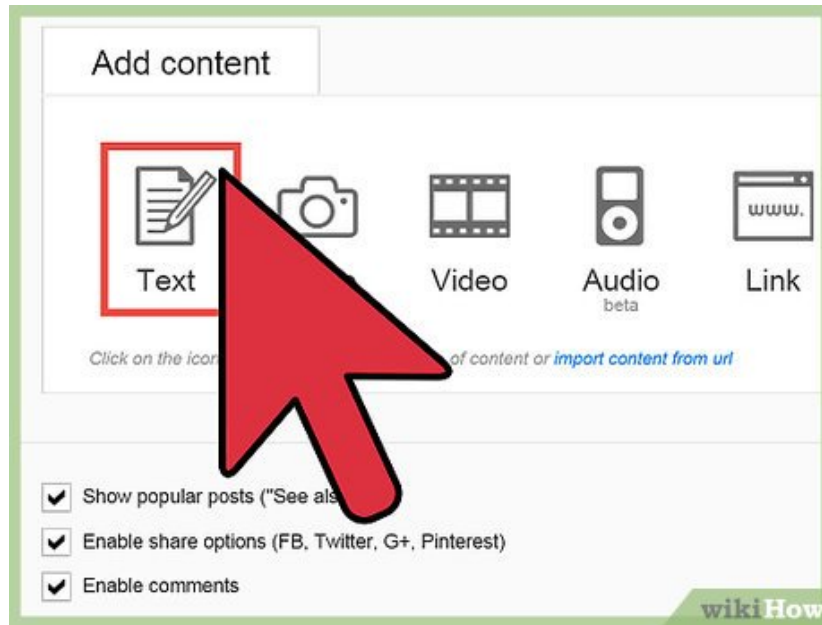 Add content
www.
Text
Video
Audio
Link
beta
Click on the icon of content or import content from url
Show popular posts ("See als
Enable share options (FB, Twitter, G+, Pinterest)
Enable comments
wikiHow